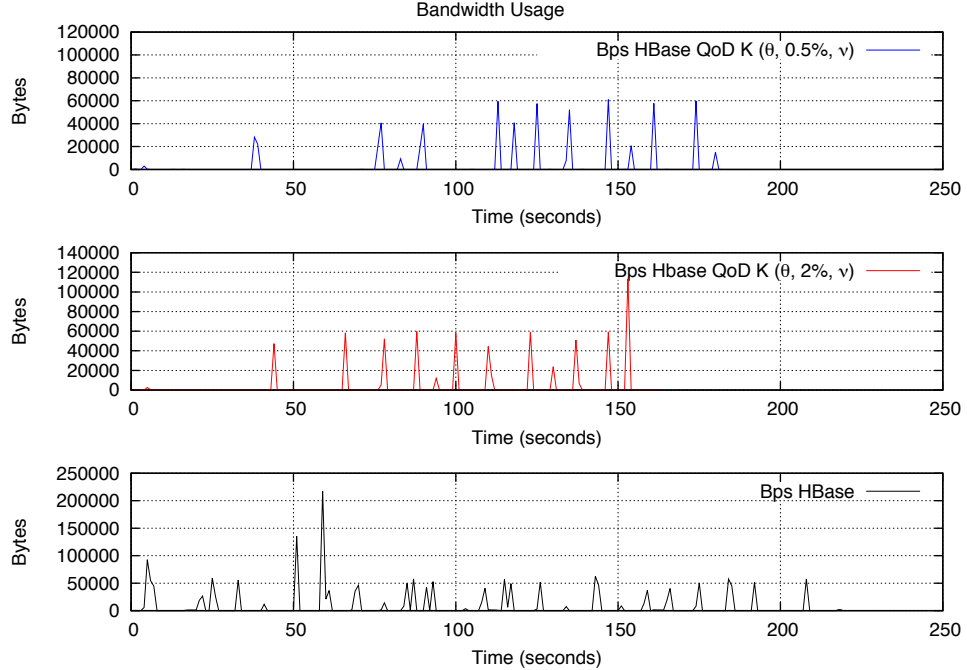 Bandwidth Usage
120000
100000
80000
60000
40000
20000
0
Bytes
Bps HBase QoD K (θ, 0.5%, ν)
0 50 100 150 200 250
Time (seconds)
140000
120000
100000
80000
60000
40000
20000
0
Bytes
Bps Hbase QoD K (θ, 2%, ν)
0 50 100 150 200 250
Time (seconds)
250000
200000
150000
100000
50000
0
Bytes
Bps HBase
0 50 100 150 200 250
Time (seconds)